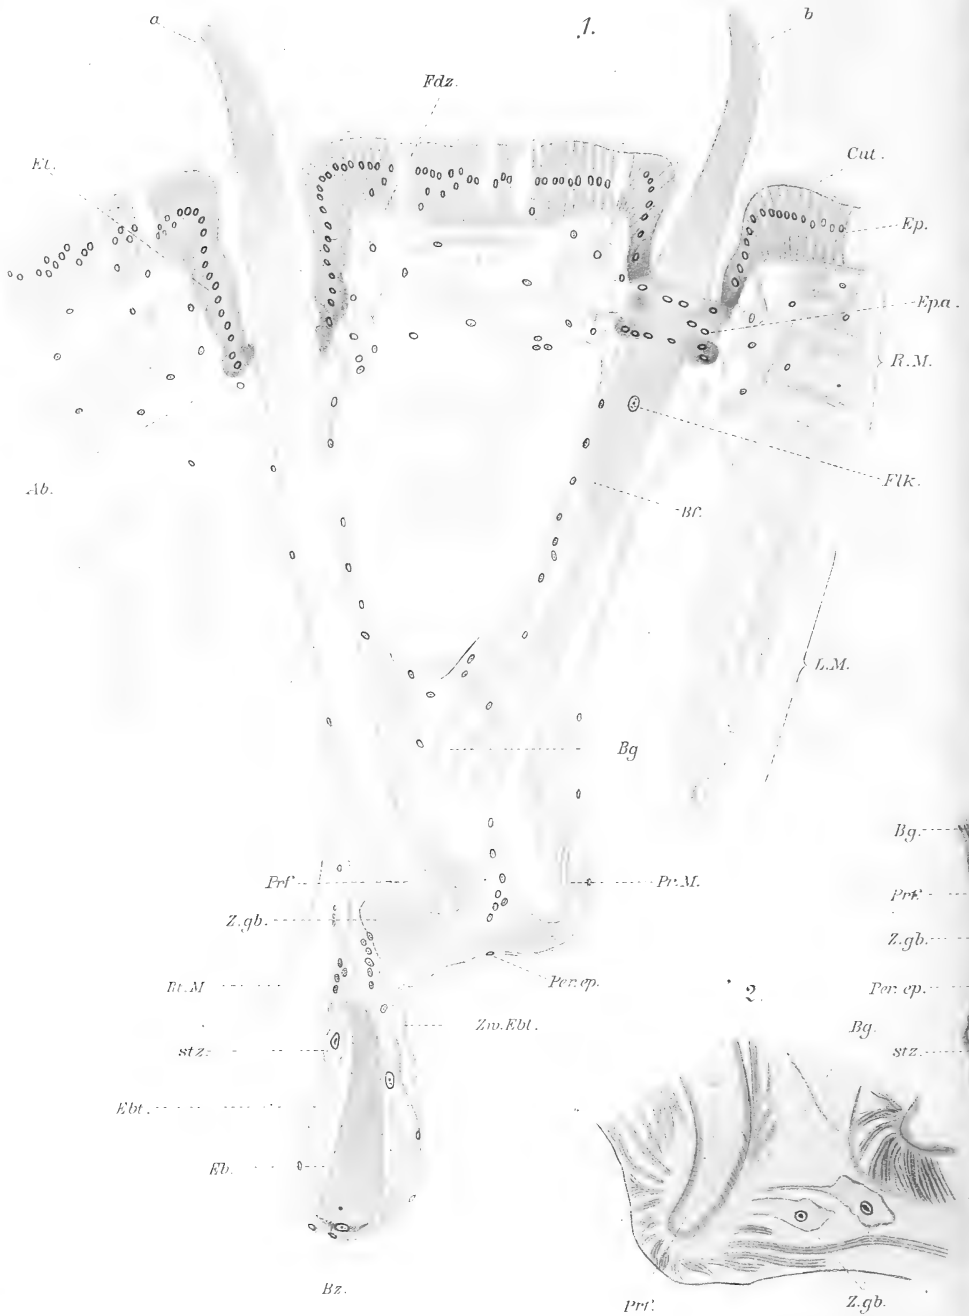 a
1.
b
Fdz.
Et.
Cut.
Ep.
Ep.a.
R.M.
Flk.
Ab.
Bf.
L.M.
Bg
Bg.
Prf
Pr.M.
Prf.
Z.gb.
Z.gb.
Bt.M
Per.ep.
Per. ep.
2.
Zw.Ebt.
Bg.
stz.
stz.
Ebt.
Eb.
Bz.
Prf.
Z.gb.